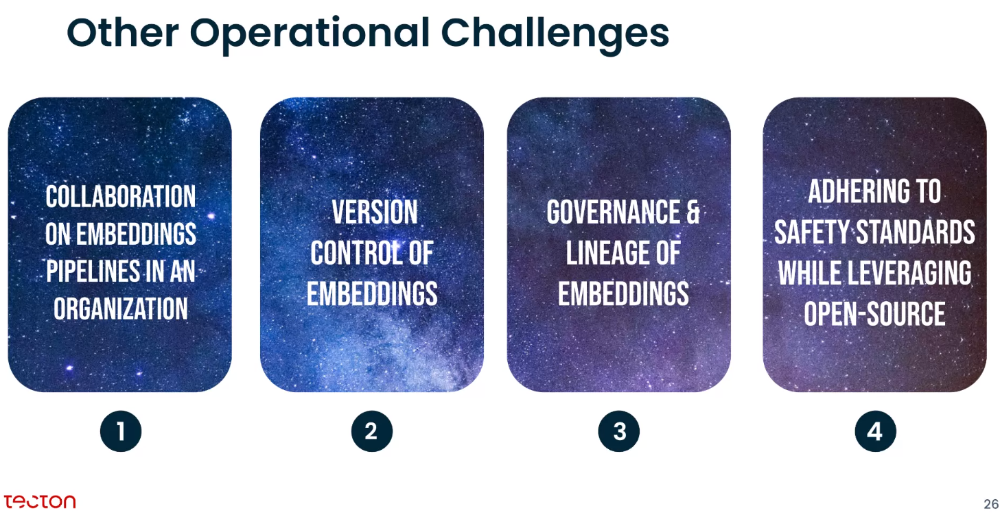 Other Operational Challenges
COLLABORATION
ON EMBEDDINGS
PIPELINES IN AN
ORGANIZATION
1
VERSION
CONTROL OF
EMBEDDINGS
2
GOVERNANCE &
LINEAGE OF
EMBEDDINGS
3
ADHERING TO
SAFETY STANDARDS
WHILE LEVERAGING
OPEN-SOURCE
4
tecton
26